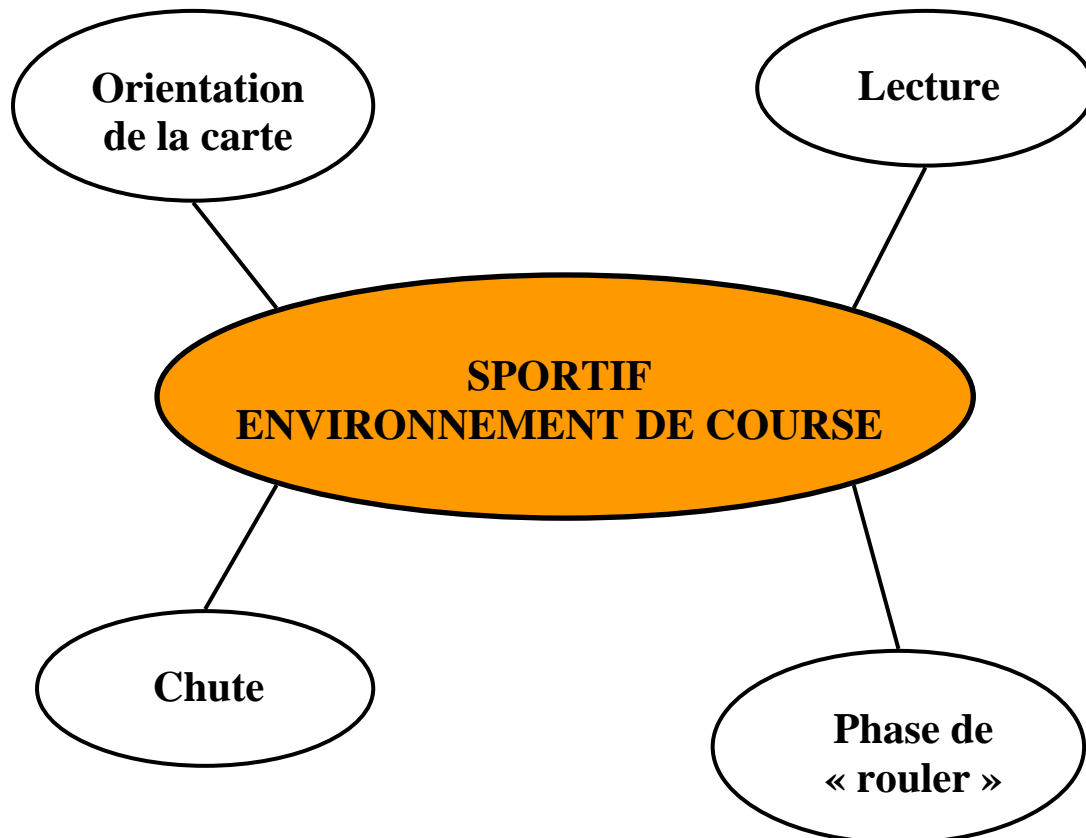 Orientation
de la carte
Lecture
SPORTIF
ENVIRONNEMENT DE COURSE
Chute
Phase de
« rouler »